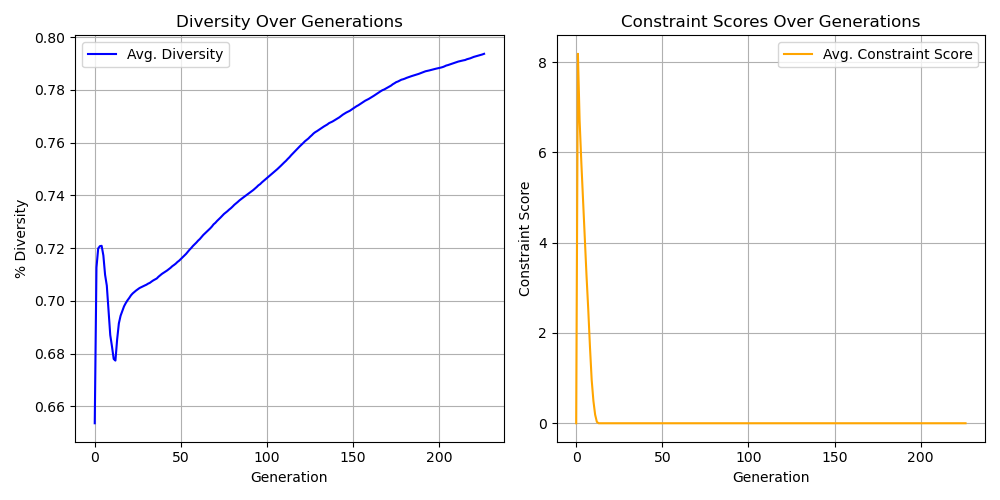 Diversity Over Generations
Avg. Diversity
0.80
0.78
0.76
0.74
0.72
0.70
0.68
0.66
% Diversity
0
50
100
150
200
Generation
Constraint Scores Over Generations
Avg. Constraint Score
8
6
4
2
0
Constraint Score
0
50
100
150
200
Generation